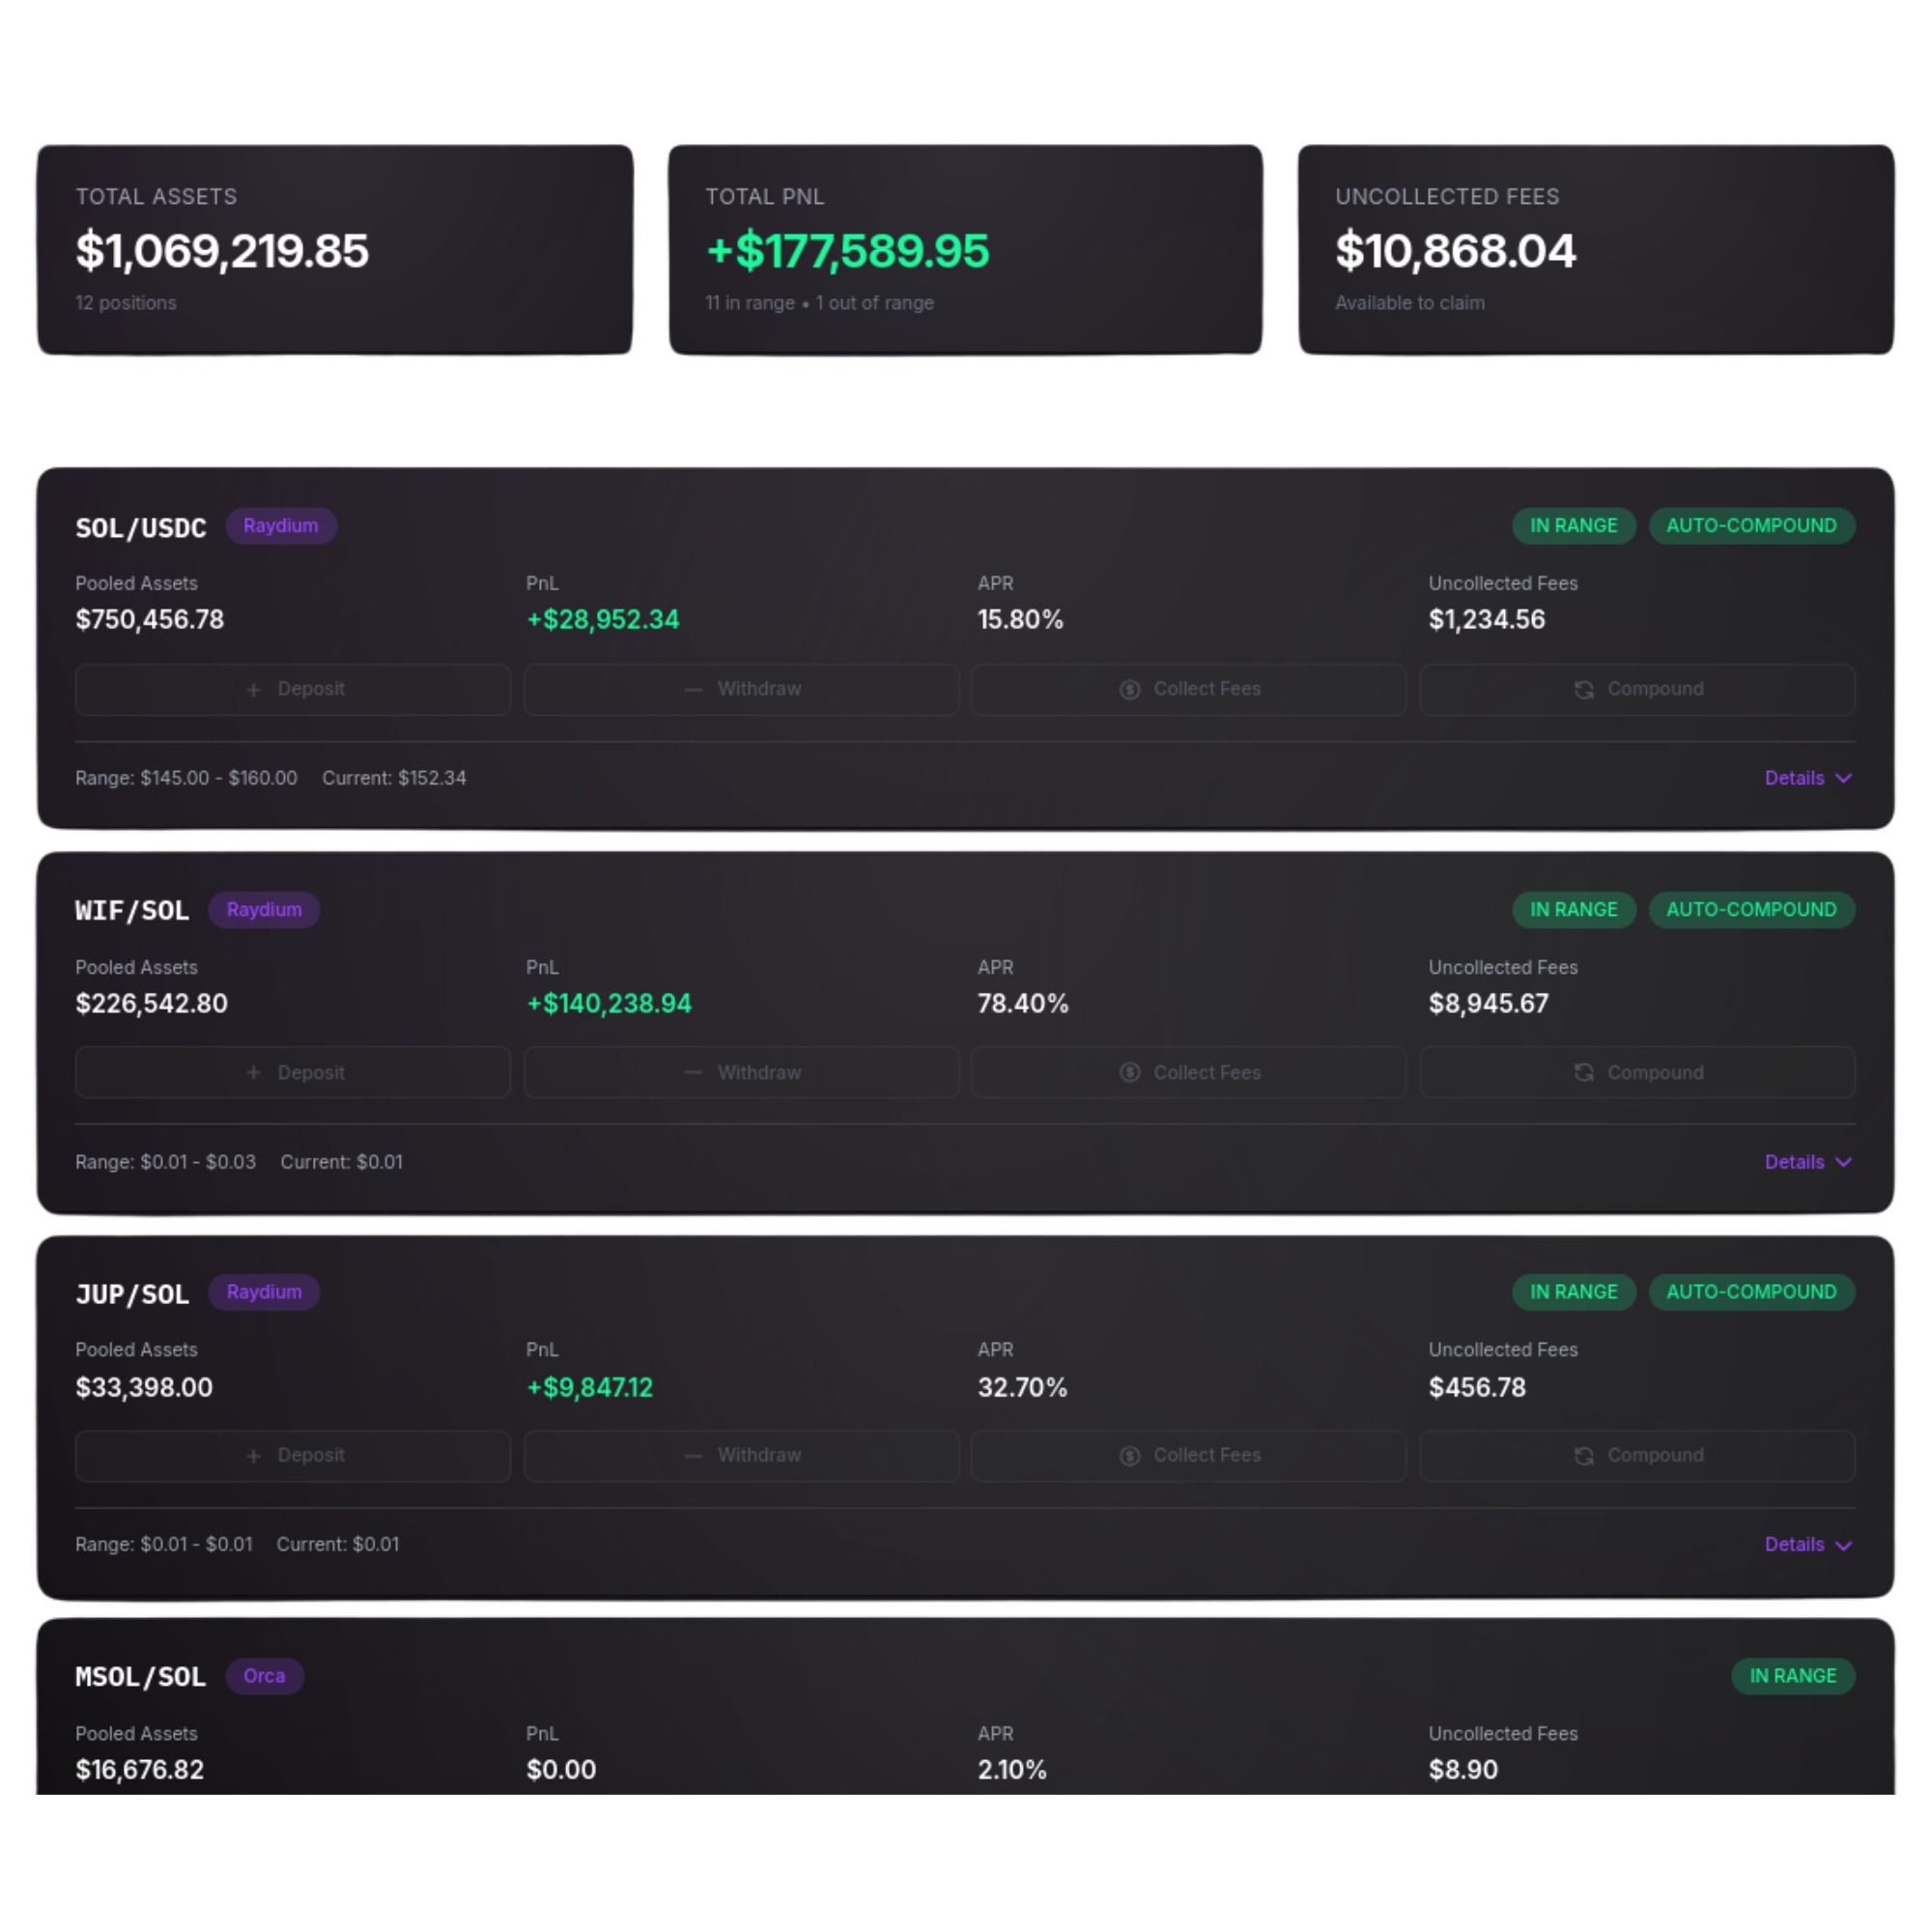 TOTAL ASSETS
$1,069,219.85
12 positions
TOTAL PNL
+$177,589.95
11 in range • 1 out of range
UNCOLLECTED FEES
$10,868.04
Available to claim
SOL/USDC Raydium IN RANGE AUTO-COMPOUND
Pooled Assets PnL APR Uncollected Fees
$750,456.78 +$28,952.34 15.80% $1,234.56
Deposit Withdraw Collect Fees Compound
Range: $145.00 - $160.00 Current: $152.34 Details
WIF/SOL Raydium IN RANGE AUTO-COMPOUND
Pooled Assets PnL APR Uncollected Fees
$226,542.80 +$140,238.94 78.40% $8,945.67
Deposit Withdraw Collect Fees Compound
Range: $0.01 - $0.03 Current: $0.01 Details
JUP/SOL Raydium IN RANGE AUTO-COMPOUND
Pooled Assets PnL APR Uncollected Fees
$33,398.00 +$9,847.12 32.70% $456.78
Deposit Withdraw Collect Fees Compound
Range: $0.01 - $0.01 Current: $0.01 Details
MSOL/SOL Orca IN RANGE
Pooled Assets PnL APR Uncollected Fees
$16,676.82 $0.00 2.10% $8.90